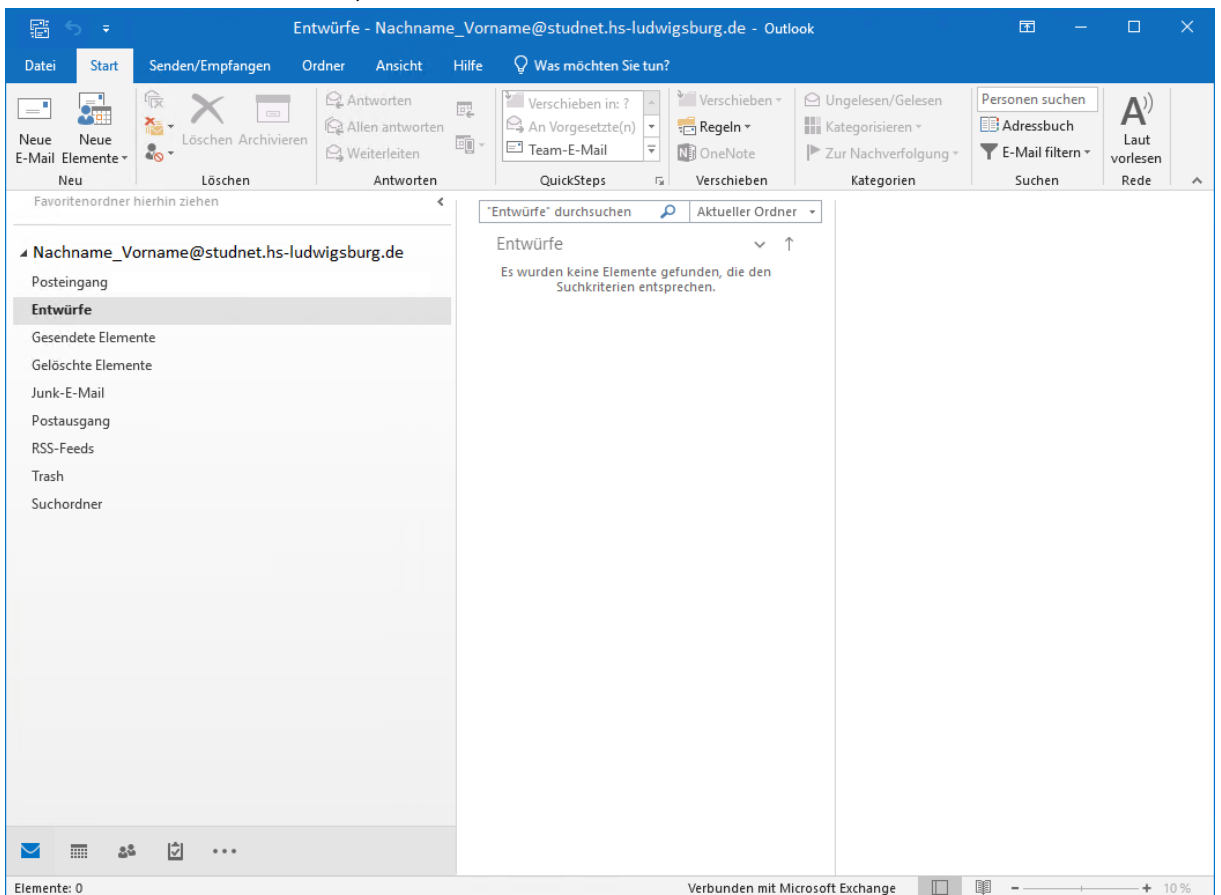 Entwürfe - Nachname_Vorname@studnet.hs-ludwigsburg.de - Outlook
Datei Start Senden/Empfangen Ordner Ansicht Hilfe Was möchten Sie tun?
Neue E-Mail
Neue Elemente
Löschen Archivieren
Antworten
Allen antworten
Weiterleiten
Verschieben in: ?
An Vorgesetzte(n)
Team-E-Mail
Verschieben
Regeln
OneNote
Ungelesen/Gelesen
Kategorisieren
Zur Nachverfolgung
Personen suchen
Adressbuch
E-Mail filtern
Laut vorlesen
Neu Löschen Antworten QuickSteps Verschieben Kategorien Suchen Rede
Favoritenordner hierhin ziehen
Nachname_Vorname@studnet.hs-ludwigsburg.de
Posteingang
Entwürfe
Gesendete Elemente
Gelöschte Elemente
Junk-E-Mail
Postausgang
RSS-Feeds
Trash
Suchordner
"Entwürfe" durchsuchen Aktueller Ordner
Entwürfe
Es wurden keine Elemente gefunden, die den
Suchkriterien entsprechen.
Elemente: 0 Verbunden mit Microsoft Exchange 10 %